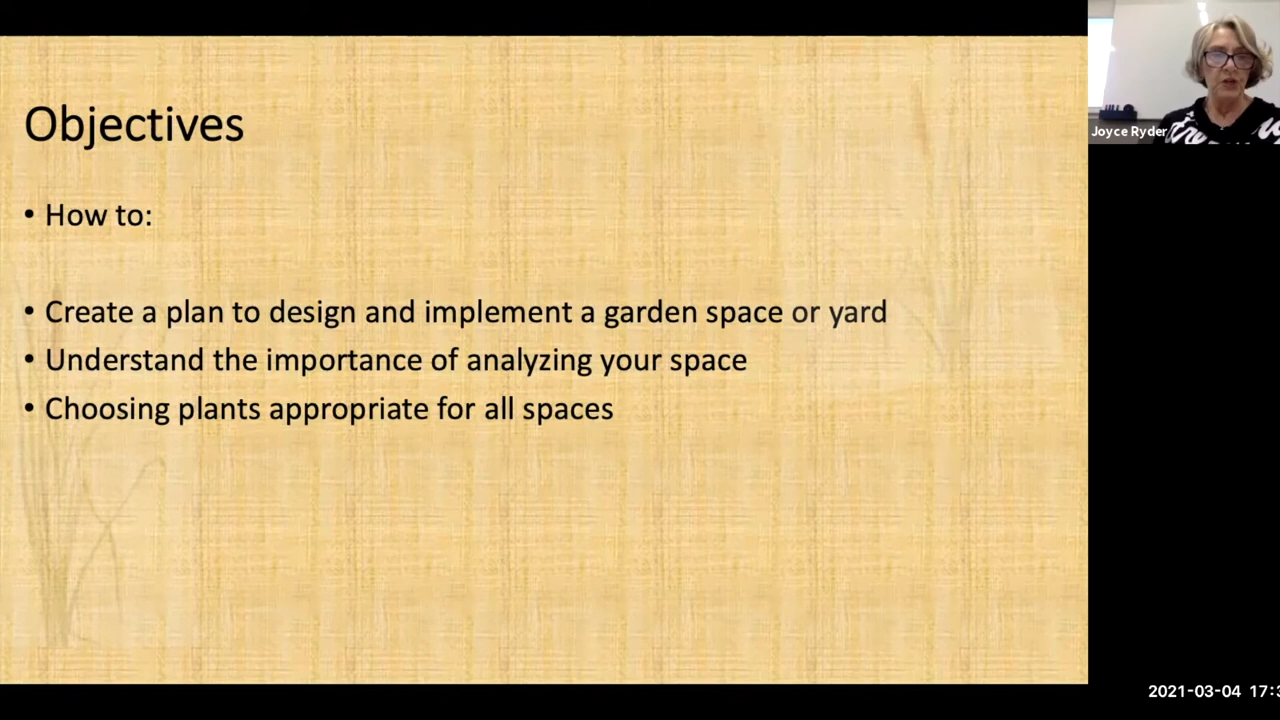 Objectives
• How to:
• Create a plan to design and implement a garden space or yard
• Understand the importance of analyzing your space
• Choosing plants appropriate for all spaces
Joyce Ryder
2021-03-04 17:3